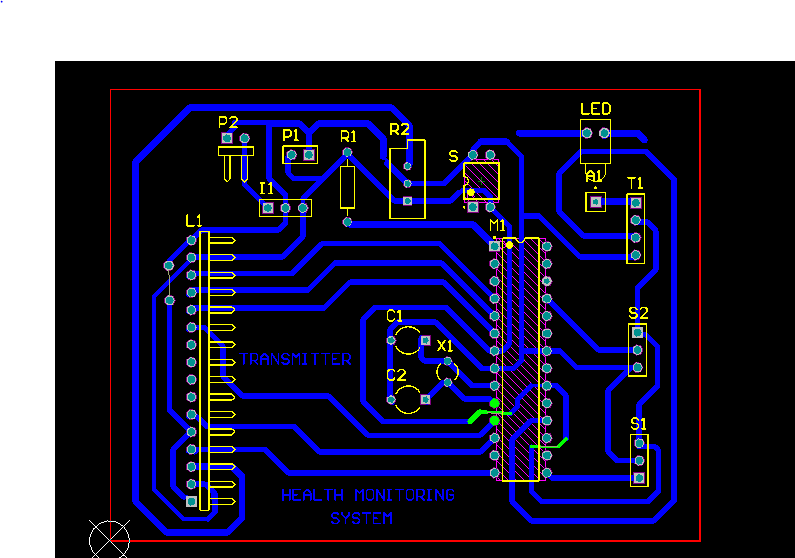 LED
P2
P1
R1
R2
S
A1
T1
I1
L1
M1
S2
C1
X1
TRANSMITTER
C2
S1
HEALTH MONITORING
SYSTEM